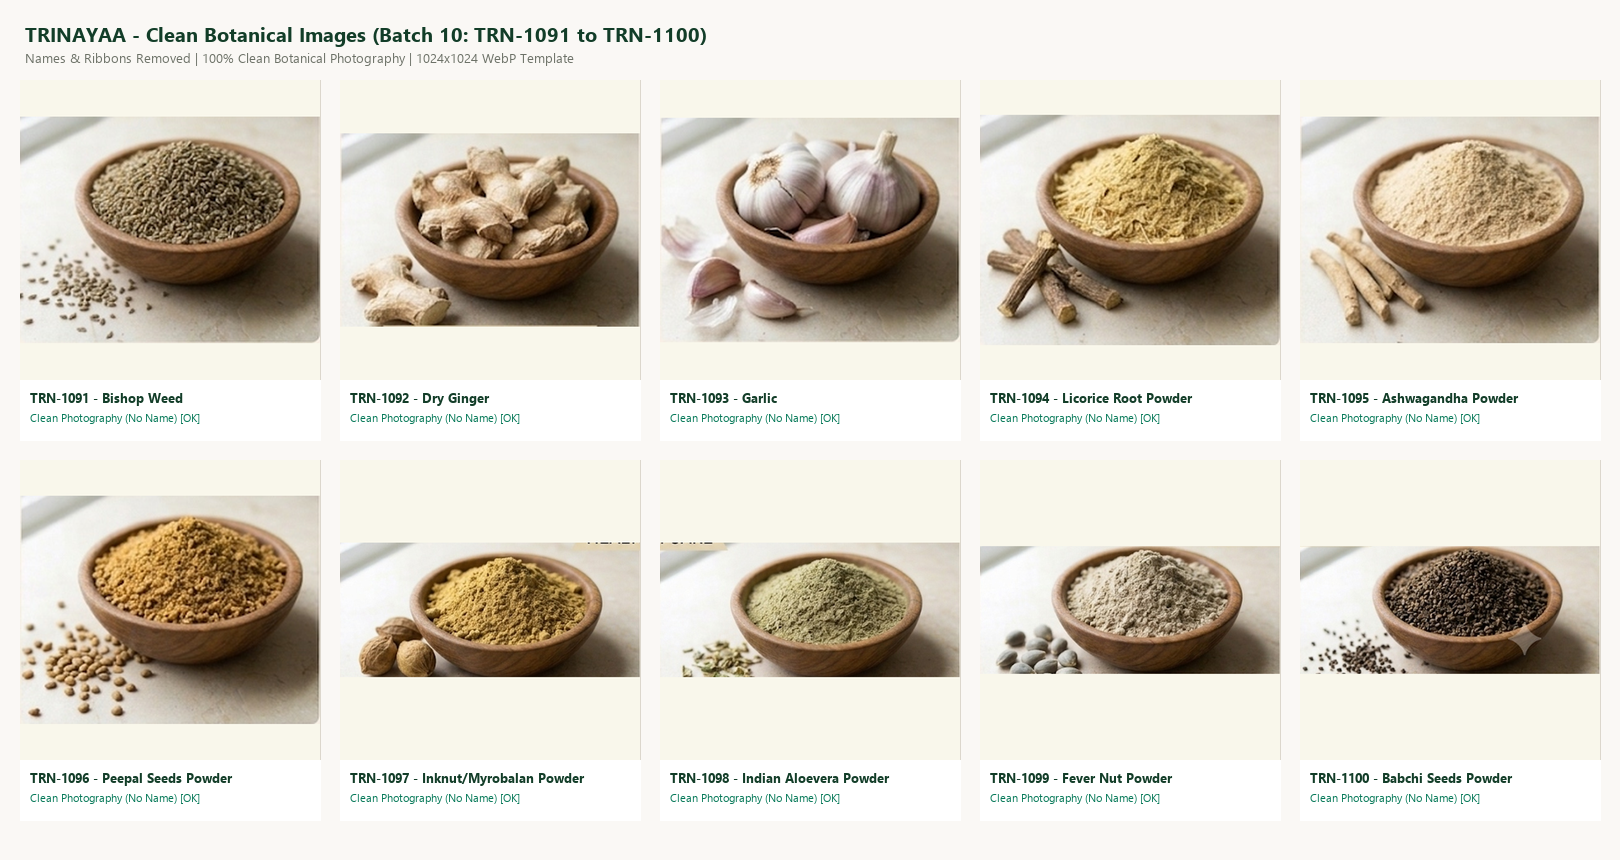 TRINAYAA - Clean Botanical Images (Batch 10: TRN-1091 to TRN-1100)
Names & Ribbons Removed | 100% Clean Botanical Photography | 1024x1024 WebP Template
TRN-1091 - Bishop Weed
Clean Photography (No Name) [OK]
TRN-1092 - Dry Ginger
Clean Photography (No Name) [OK]
TRN-1093 - Garlic
Clean Photography (No Name) [OK]
TRN-1094 - Licorice Root Powder
Clean Photography (No Name) [OK]
TRN-1095 - Ashwagandha Powder
Clean Photography (No Name) [OK]
TRN-1096 - Peepal Seeds Powder
Clean Photography (No Name) [OK]
TRN-1097 - Inknut/Myrobalan Powder
Clean Photography (No Name) [OK]
TRN-1098 - Indian Aloevera Powder
Clean Photography (No Name) [OK]
TRN-1099 - Fever Nut Powder
Clean Photography (No Name) [OK]
TRN-1100 - Babchi Seeds Powder
Clean Photography (No Name) [OK]